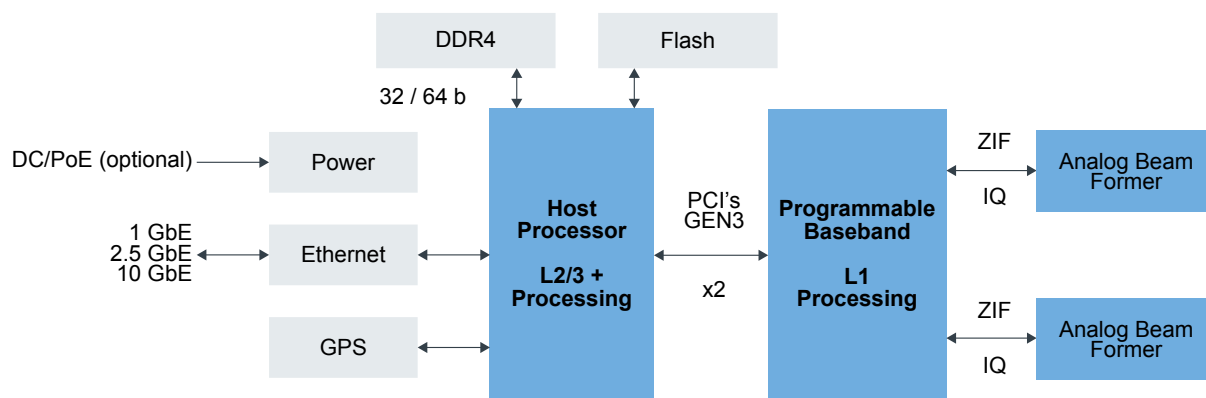 DDR4
Flash
32 / 64 b
DC/PoE (optional)
Power
1 GbE
2.5 GbE
10 GbE
Ethernet
GPS
Host
Processor
L2/3 +
Processing
PCI's
GEN3
x2
Programmable
Baseband
L1
Processing
ZIF
IQ
Analog Beam
Former
ZIF
IQ
Analog Beam
Former